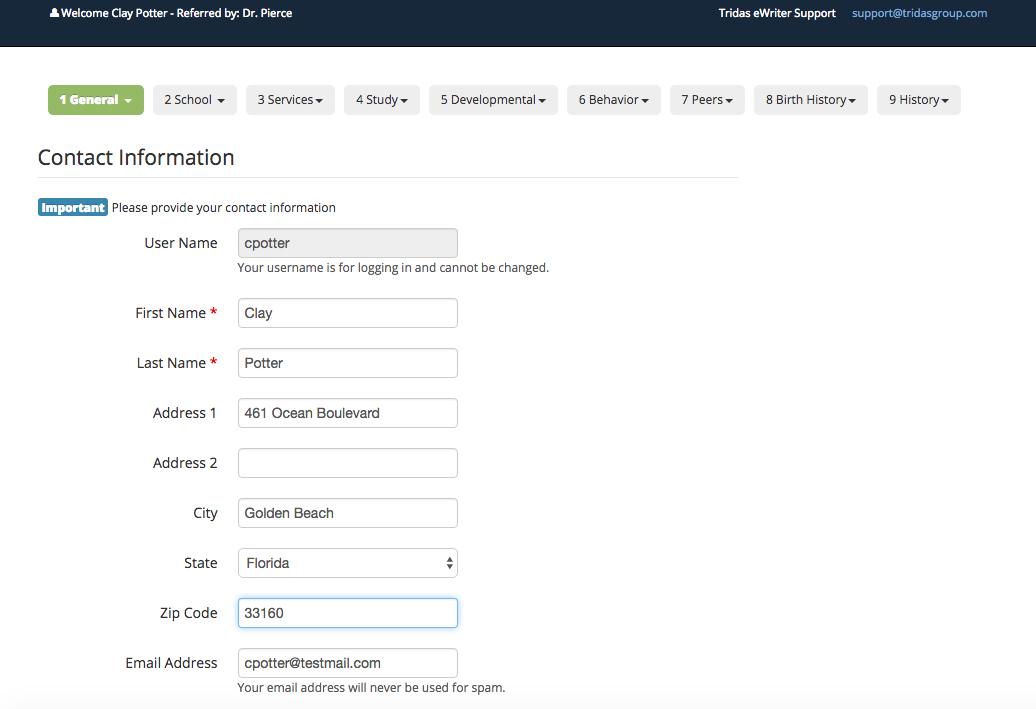 Welcome Clay Potter - Referred by: Dr. Pierce
Tridas eWriter Support support@tridasgroup.com
1 General 2 School 3 Services 4 Study 5 Developmental 6 Behavior 7 Peers 8 Birth History 9 History
Contact Information
Important Please provide your contact information
User Name cpotter
Your username is for logging in and cannot be changed.
First Name * Clay
Last Name * Potter
Address 1 461 Ocean Boulevard
Address 2
City Golden Beach
State Florida
Zip Code 33160
Email Address cpotter@testmail.com
Your email address will never be used for spam.